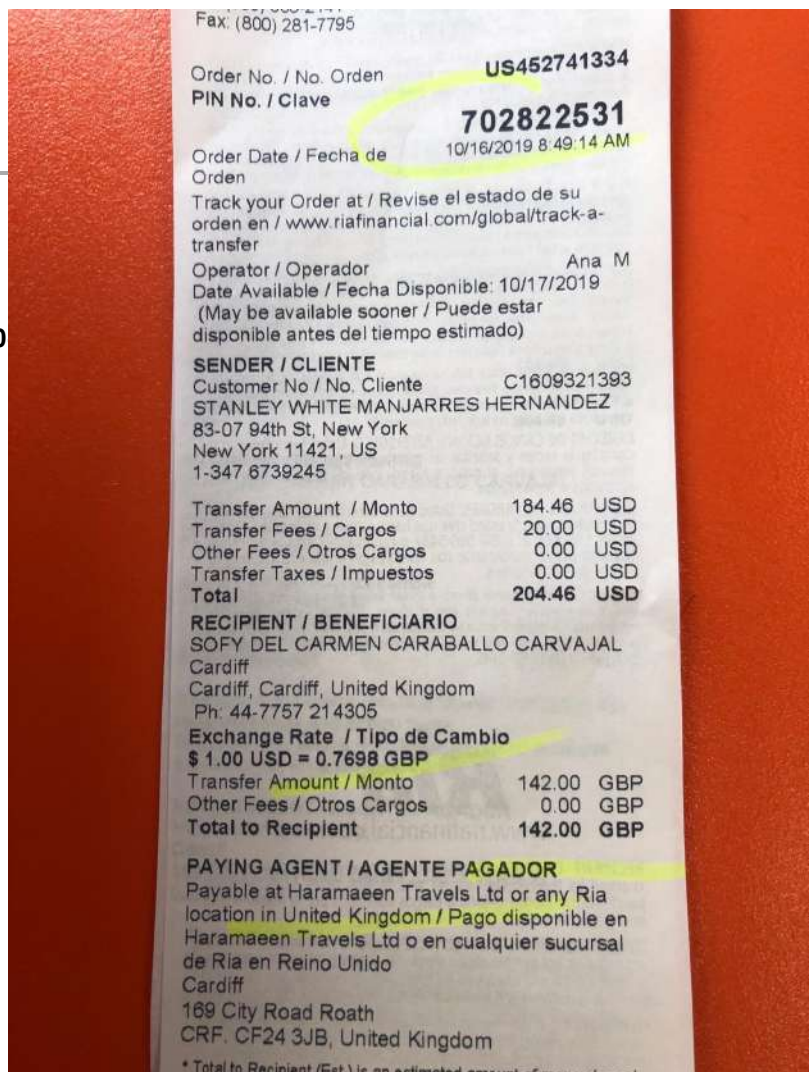 Fax: (800) 281-7795
Order No. / No. Orden US452741334
PIN No. / Clave
702822531
Order Date / Fecha de 10/16/2019 8:49:14 AM
Orden
Track your Order at / Revise el estado de su
orden en / www.riafinancial.com/global/track-a-
transfer
Operator / Operador Ana M
Date Available / Fecha Disponible: 10/17/2019
(May be available sooner / Puede estar
disponible antes del tiempo estimado)
SENDER / CLIENTE
Customer No / No. Cliente C1609321393
STANLEY WHITE MANJARRES HERNANDEZ
83-07 94th St, New York
New York 11421, US
1-347 6739245
Transfer Amount / Monto 184.46 USD
Transfer Fees / Cargos 20.00 USD
Other Fees / Otros Cargos 0.00 USD
Transfer Taxes / Impuestos 0.00 USD
Total 204.46 USD
RECIPIENT / BENEFICIARIO
SOFY DEL CARMEN CARABALLO CARVAJAL
Cardiff
Cardiff, Cardiff, United Kingdom
Ph: 44-7757 214305
Exchange Rate / Tipo de Cambio
$ 1.00 USD = 0.7698 GBP
Transfer Amount / Monto 142.00 GBP
Other Fees / Otros Cargos 0.00 GBP
Total to Recipient 142.00 GBP
PAYING AGENT / AGENTE PAGADOR
Payable at Haramaeen Travels Ltd or any Ria
location in United Kingdom / Pago disponible en
Haramaeen Travels Ltd o en cualquier sucursal
de Ria en Reino Unido
Cardiff
169 City Road Roath
CRF. CF24 3JB, United Kingdom
* Total to Recipient (Est.) is an estimated amount